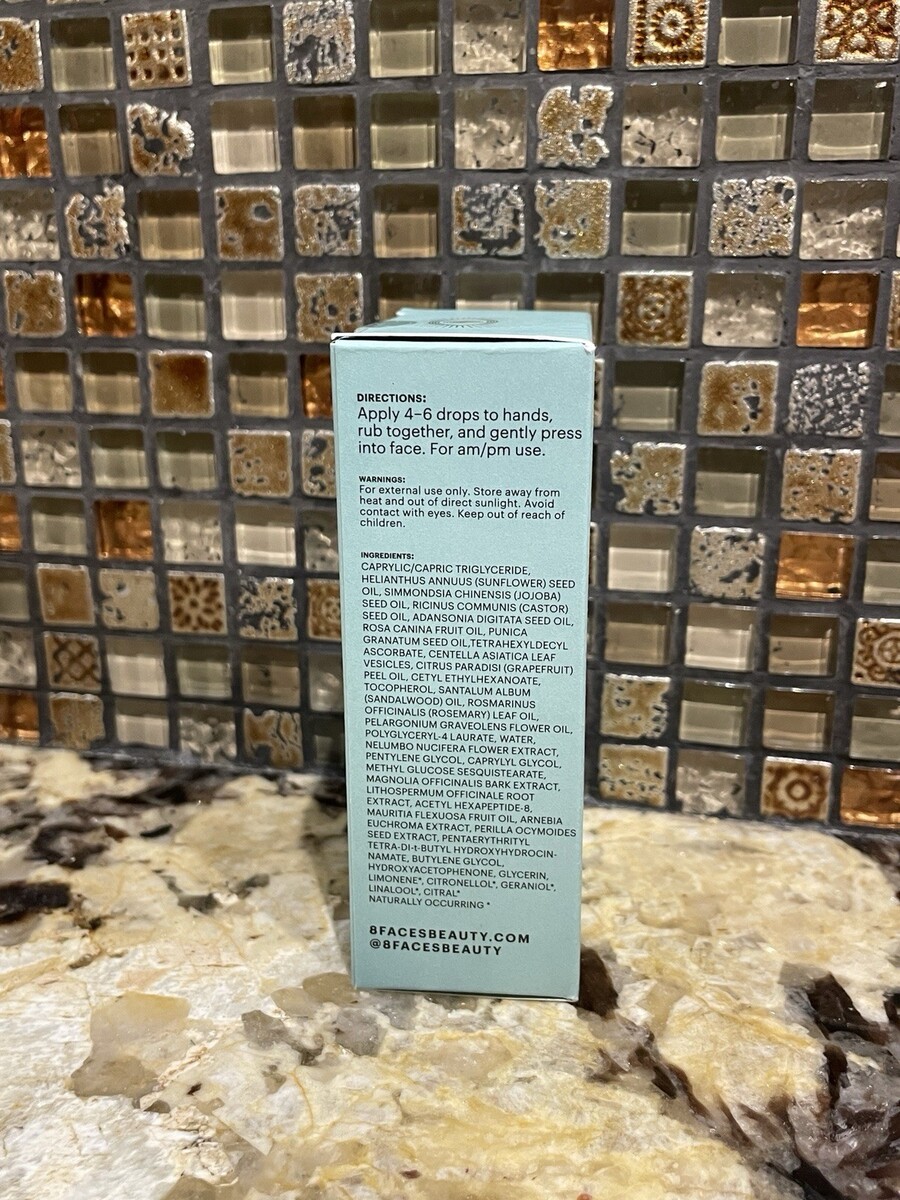 DIRECTIONS:
Apply 4–6 drops to hands,
rub together, and gently press
into face. For am/pm use.
WARNINGS:
For external use only. Store away from
heat and out of direct sunlight. Avoid
contact with eyes. Keep out of reach of
children.
INGREDIENTS:
CAPRYLIC/CAPRIC TRIGLYCERIDE,
HELIANTHUS ANNUUS (SUNFLOWER) SEED
OIL, SIMMONDSIA CHINENSIS (JOJOBA)
SEED OIL, RICINUS COMMUNIS (CASTOR)
SEED OIL, ADANSONIA DIGITATA SEED OIL,
ROSA CANINA FRUIT OIL, PUNICA
GRANATUM SEED OIL,TETRAHEXYLDECYL
ASCORBATE, CENTELLA ASIATICA LEAF
VESICLES, CITRUS PARADISI (GRAPEFRUIT)
PEEL OIL, CETYL ETHYLHEXANOATE,
TOCOPHEROL, SANTALUM ALBUM
(SANDALWOOD) OIL, ROSMARINUS
OFFICINALIS (ROSEMARY) LEAF OIL,
PELARGONIUM GRAVEOLENS FLOWER OIL,
POLYGLYCERYL-4 LAURATE, WATER,
NELUMBO NUCIFERA FLOWER EXTRACT,
PENTYLENE GLYCOL, CAPRYLYL GLYCOL,
METHYL GLUCOSE SESQUISTEARATE,
MAGNOLIA OFFICINALIS BARK EXTRACT,
LITHOSPERMUM OFFICINALE ROOT
EXTRACT, ACETYL HEXAPEPTIDE-8,
MAURITIA FLEXUOSA FRUIT OIL, ARNEBIA
EUCHROMA EXTRACT, PERILLA OCYMOIDES
SEED EXTRACT, PENTAERYTHRITYL
TETRA-DI-t-BUTYL HYDROXYHYDROCIN-
NAMATE, BUTYLENE GLYCOL,
HYDROXYACETOPHENONE, GLYCERIN,
LIMONENE*, CITRONELLOL*, GERANIOL*,
LINALOOL*, CITRAL*
NATURALLY OCCURRING *
8FACESBEAUTY.COM
@8FACESBEAUTY